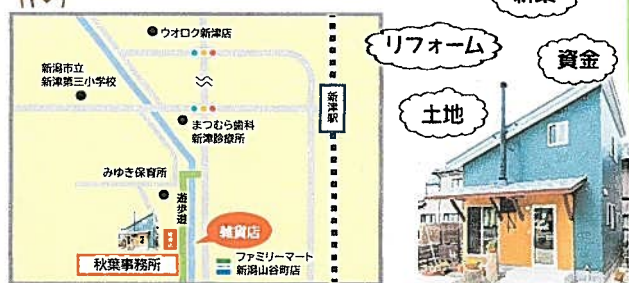 リフォーム
資金
土地
ウオロク新津店
新潟市立
新津第三小学校
まつむら歯科
新津診療所
新津駅
みゆき保育所
遊歩道
雑貨店
秋葉事務所
ファミリーマート
新潟山谷町店